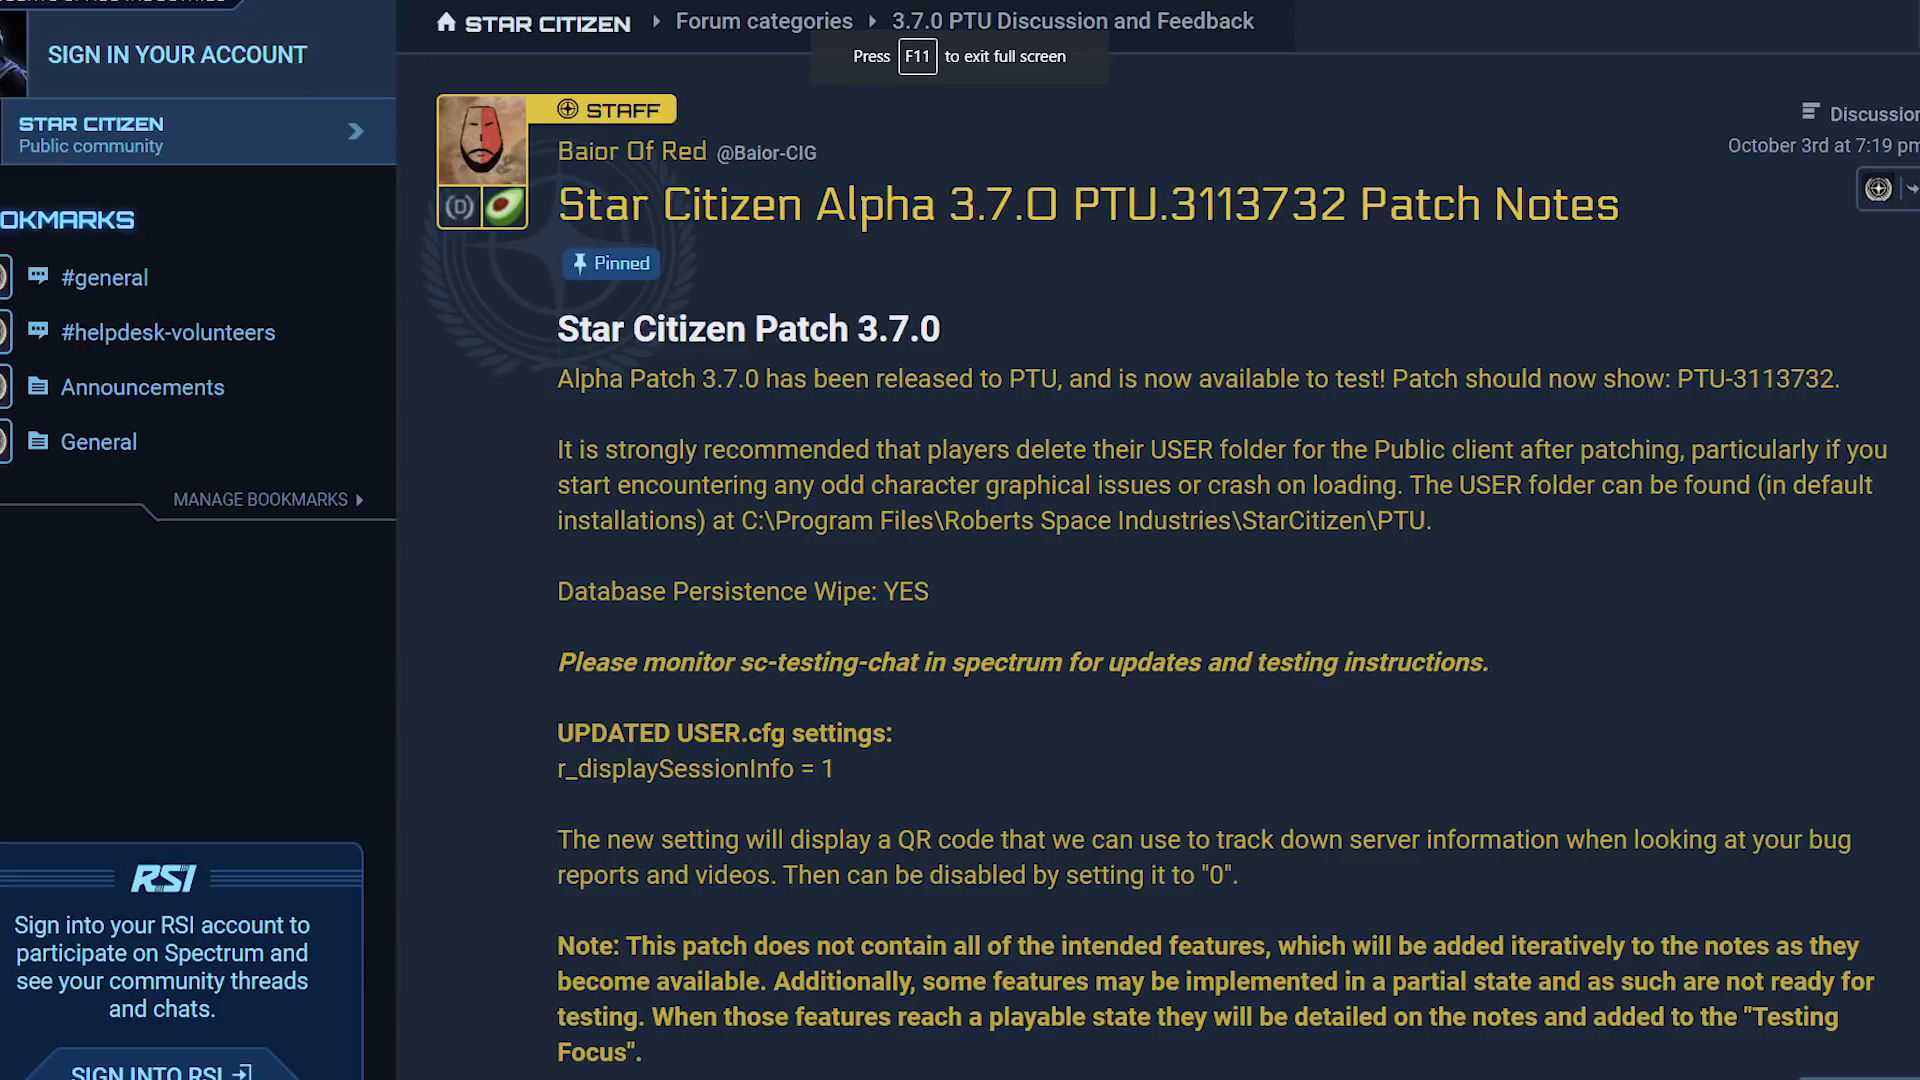 SIGN IN YOUR ACCOUNT
STAR CITIZEN
Public community
OKMARKS
#general
#helpdesk-volunteers
Announcements
General
MANAGE BOOKMARKS
RSI
Sign into your RSI account to
participate on Spectrum and
see your community threads
and chats.
SIGN INTO RSI
STAR CITIZEN Forum categories 3.7.0 PTU Discussion and Feedback
Press F11 to exit full screen
STAFF
Discussion
Baior Of Red @Baior-CIG
October 3rd at 7:19 pm
Star Citizen Alpha 3.7.0 PTU.3113732 Patch Notes
Pinned
Star Citizen Patch 3.7.0
Alpha Patch 3.7.0 has been released to PTU, and is now available to test! Patch should now show: PTU-3113732.
It is strongly recommended that players delete their USER folder for the Public client after patching, particularly if you
start encountering any odd character graphical issues or crash on loading. The USER folder can be found (in default
installations) at C:\Program Files\Roberts Space Industries\StarCitizen\PTU.
Database Persistence Wipe: YES
Please monitor sc-testing-chat in spectrum for updates and testing instructions.
UPDATED USER.cfg settings:
r_displaySessionInfo = 1
The new setting will display a QR code that we can use to track down server information when looking at your bug
reports and videos. Then can be disabled by setting it to "0".
Note: This patch does not contain all of the intended features, which will be added iteratively to the notes as they
become available. Additionally, some features may be implemented in a partial state and as such are not ready for
testing. When those features reach a playable state they will be detailed on the notes and added to the "Testing
Focus".